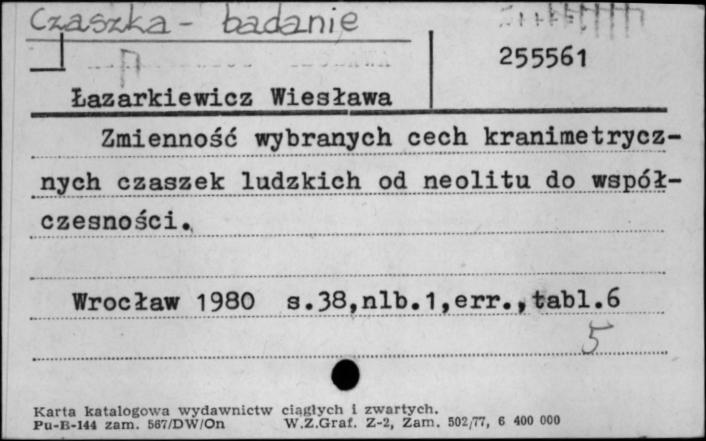 Czaszka - badanie
255561
Łazarkiewicz Wiesława
Zmienność wybranych cech kranimetrycz-
nych czaszek ludzkich od neolitu do współ-
czesności.
Wrocław 1980 s.38,nlb.1,err.,tabl.6
5
Karta katalogowa wydawnictw ciągłych i zwartych.
Pu-B-144 zam. 567/DW/On W.Z.Graf. Z-2, Zam. 502/77, 6 400 000